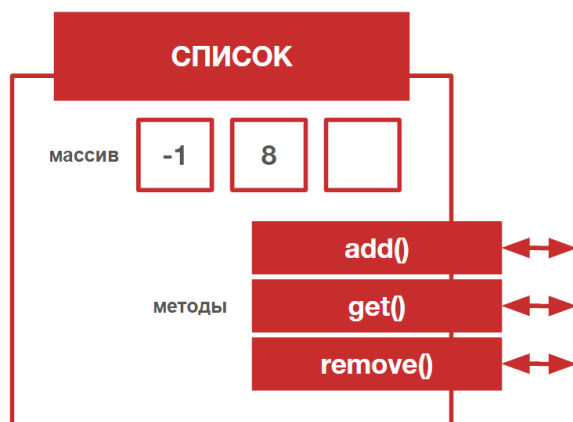 СПИСОК
массив -1 8
add()
методы get()
remove()